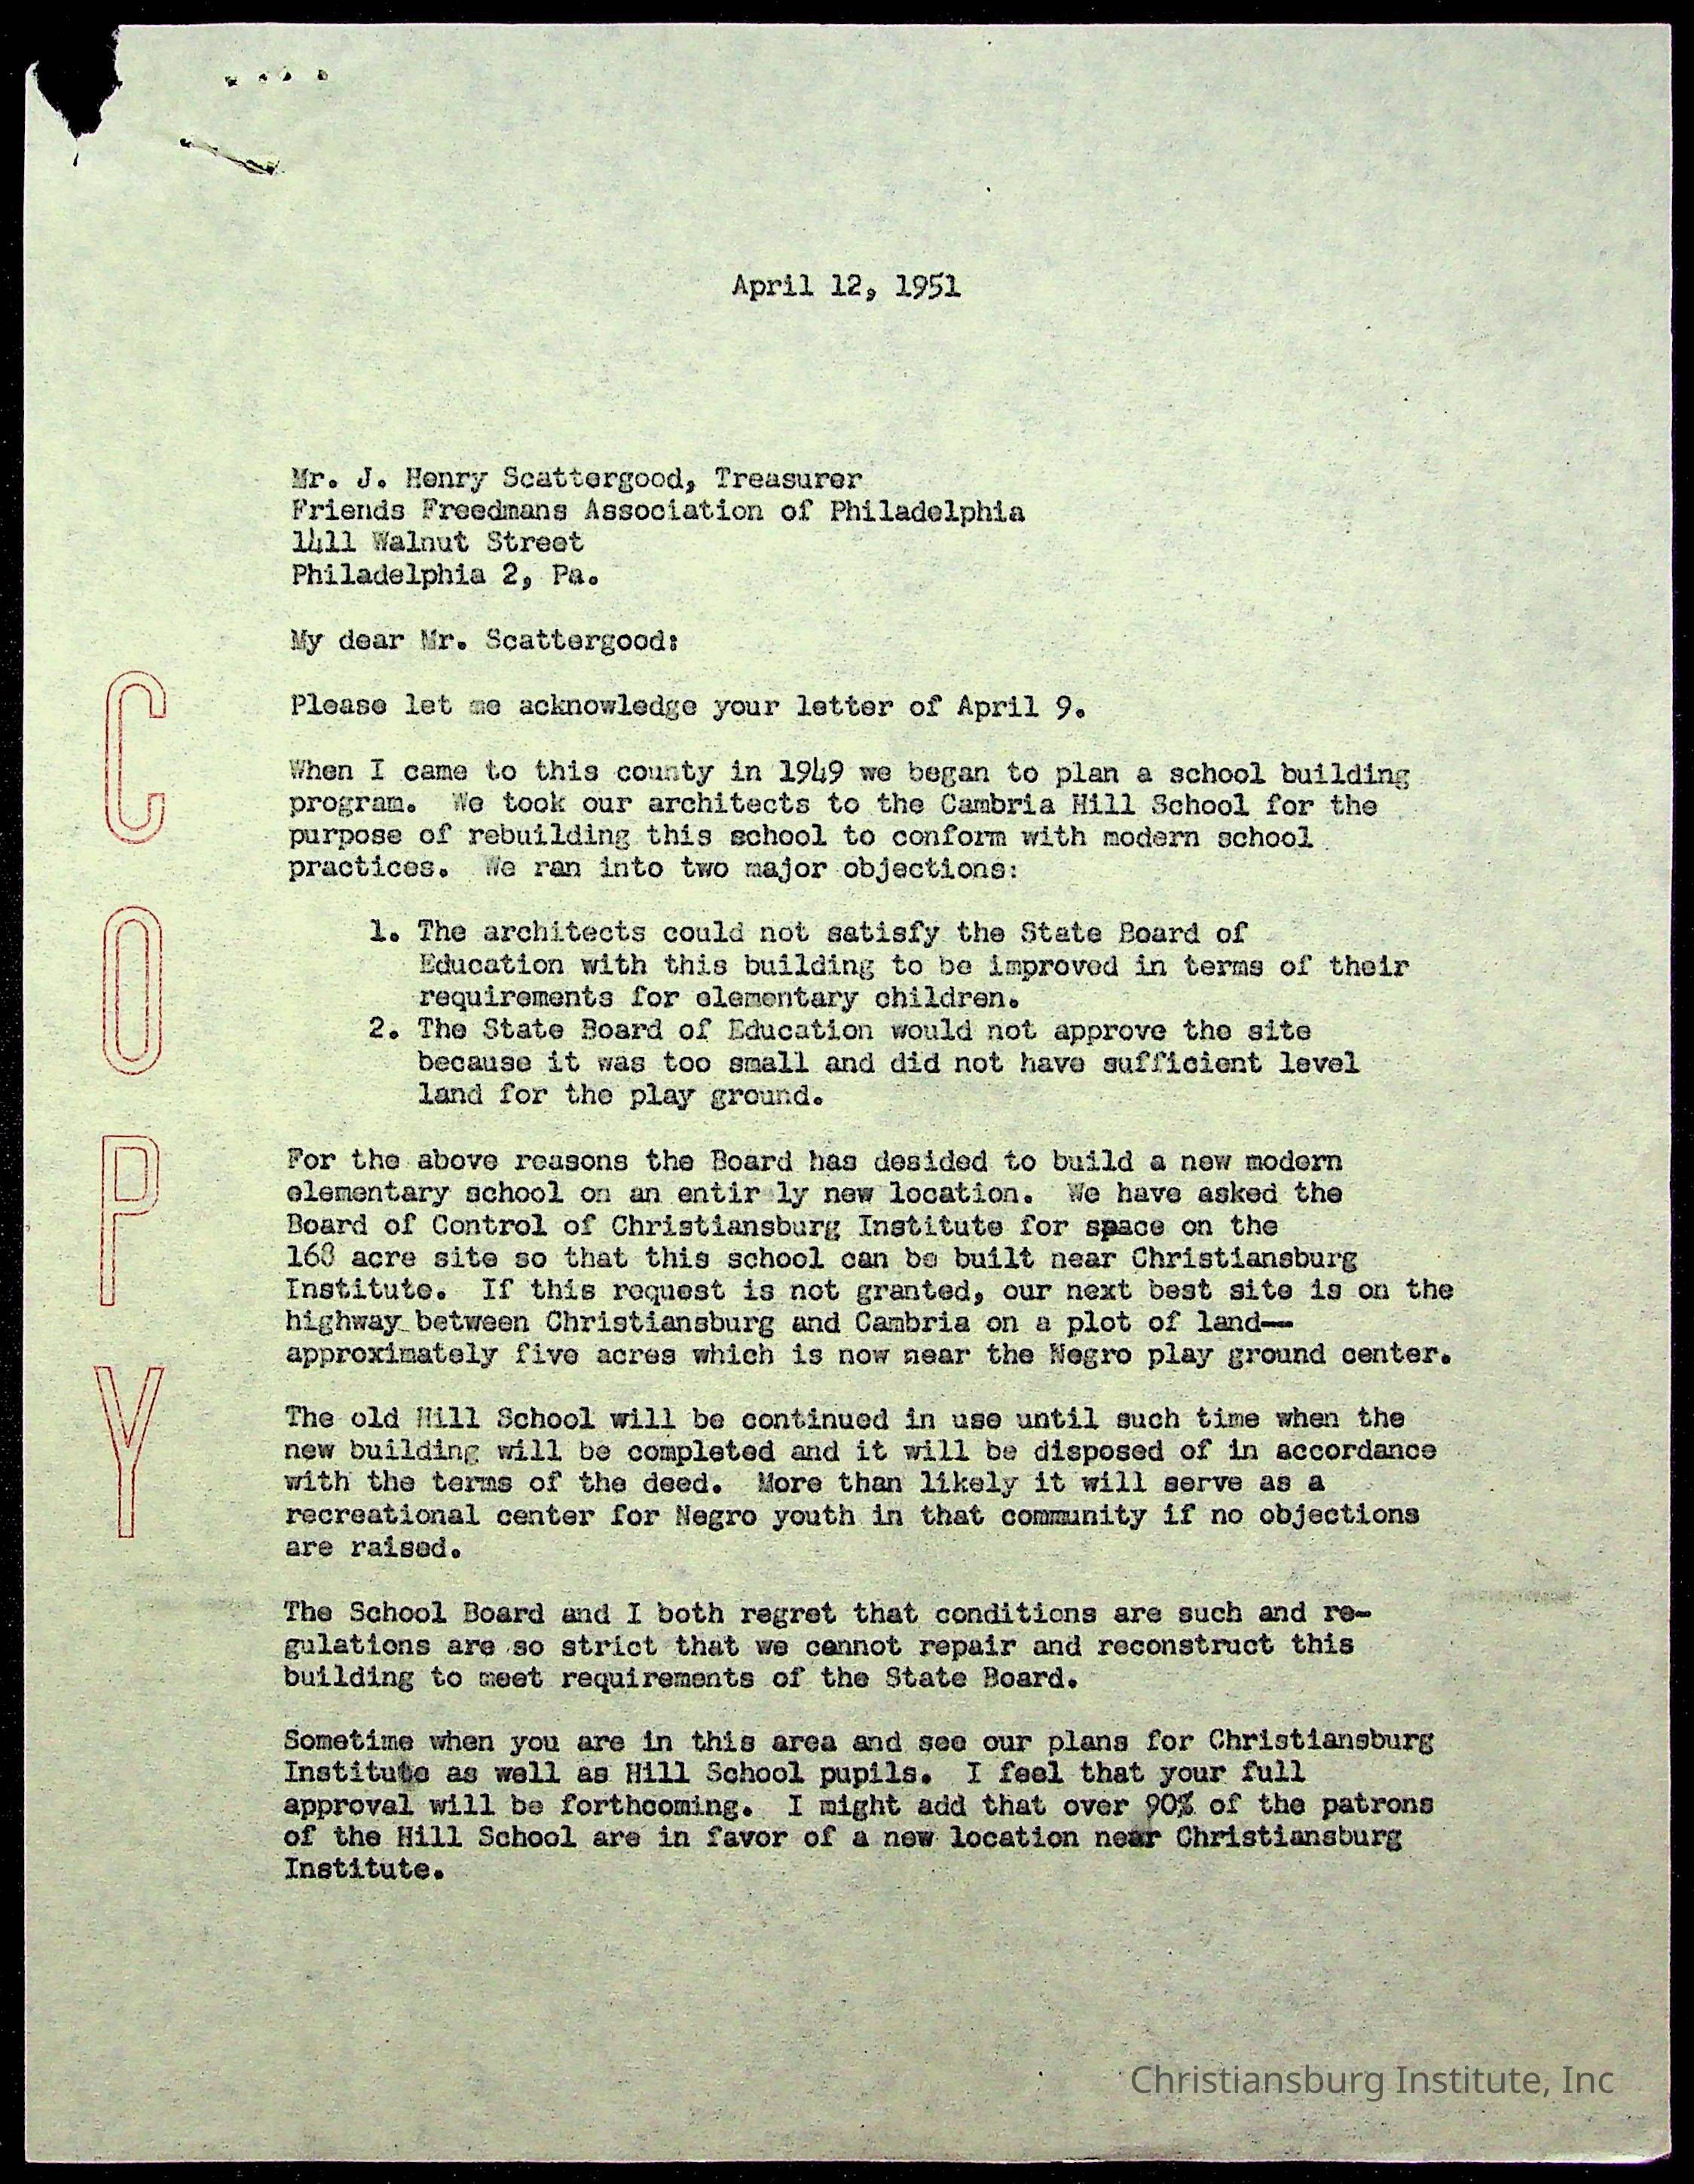 April 12, 1951
Mr. J. Henry Scattergood, Treasurer
Friends Freedmans Association of Philadelphia
1411 Walnut Street
Philadelphia 2, Pa.
My dear Mr. Scattergood:
Please let me acknowledge your letter of April 9.
When I came to this county in 1949 we began to plan a school building
program. We took our architects to the Cambria Hill School for the
purpose of rebuilding this school to conform with modern school
practices. We ran into two major objections:
1. The architects could not satisfy the State Board of
Education with this building to be improved in terms of their
requirements for elementary children.
2. The State Board of Education would not approve the site
because it was too small and did not have sufficient level
land for the play ground.
For the above reasons the Board has desided to build a new modern
elementary school on an entir ly new location. We have asked the
Board of Control of Christiansburg Institute for space on the
168 acre site so that this school can be built near Christiansburg
Institute. If this request is not granted, our next best site is on the
highway between Christiansburg and Cambria on a plot of land—
approximately five acres which is now near the Negro play ground center.
The old Hill School will be continued in use until such time when the
new building will be completed and it will be disposed of in accordance
with the terms of the deed. More than likely it will serve as a
recreational center for Negro youth in that community if no objections
are raised.
The School Board and I both regret that conditions are such and re-
gulations are so strict that we cannot repair and reconstruct this
building to meet requirements of the State Board.
Sometime when you are in this area and see our plans for Christiansburg
Institute as well as Hill School pupils. I feel that your full
approval will be forthcoming. I might add that over 90% of the patrons
of the Hill School are in favor of a new location near Christiansburg
Institute.
COPY
Christiansburg Institute, Inc